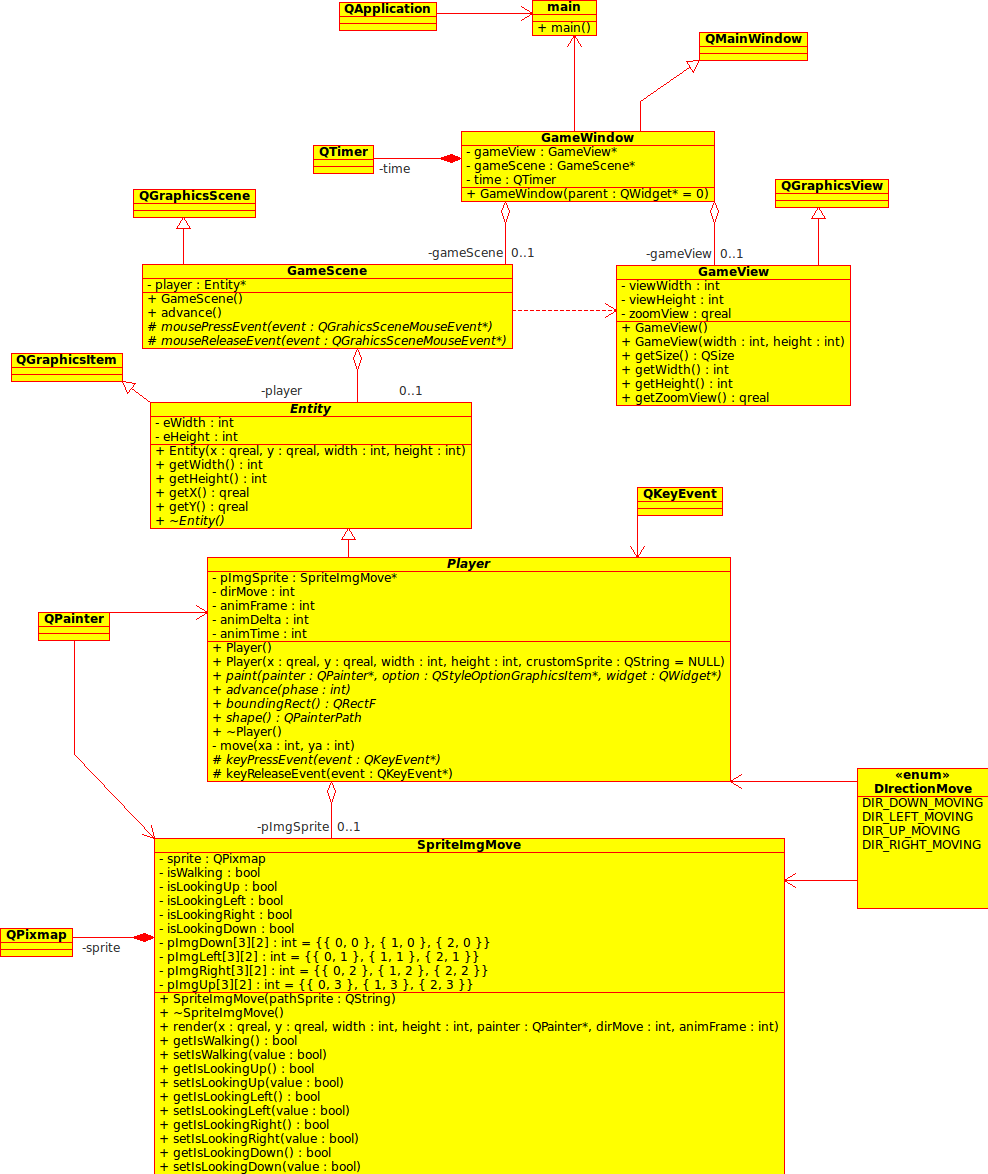 QApplication
main
+ main()
QMainWindow
GameWindow
- gameView : GameView*
- gameScene : GameScene*
- time : QTimer
+ GameWindow(parent : QWidget* = 0)
QTimer
-time
QGraphicsScene
QGraphicsView
-gameScene
0..1
-gameView
0..1
GameScene
- player : Entity*
+ GameScene()
+ advance()
# mousePressEvent(event : QGrahicsSceneMouseEvent*)
# mouseReleaseEvent(event : QGrahicsSceneMouseEvent*)
GameView
- viewWidth : int
- viewHeight : int
- zoomView : qreal
+ GameView()
+ GameView(width : int, height : int)
+ getSize() : QSize
+ getWidth() : int
+ getHeight() : int
+ getZoomView() : qreal
QGraphicsItem
-player
0..1
Entity
- eWidth : int
- eHeight : int
+ Entity(x : qreal, y : qreal, width : int, height : int)
+ getWidth() : int
+ getHeight() : int
+ getX() : qreal
+ getY() : qreal
+ ~Entity()
QKeyEvent
Player
- pImgSprite : SpriteImgMove*
- dirMove : int
- animFrame : int
- animDelta : int
- animTime : int
+ Player()
+ Player(x : qreal, y : qreal, width : int, height : int, crustomSprite : QString = NULL)
+ paint(painter : QPainter*, option : QStyleOptionGraphicsItem*, widget : QWidget*)
+ advance(phase : int)
+ boundingRect() : QRectF
+ shape() : QPainterPath
+ ~Player()
- move(xa : int, ya : int)
# keyPressEvent(event : QKeyEvent*)
# keyReleaseEvent(event : QKeyEvent*)
QPainter
«enum»
DIrectionMove
DIR_DOWN_MOVING
DIR_LEFT_MOVING
DIR_UP_MOVING
DIR_RIGHT_MOVING
-pImgSprite
0..1
SpriteImgMove
- sprite : QPixmap
- isWalking : bool
- isLookingUp : bool
- isLookingLeft : bool
- isLookingRight : bool
- isLookingDown : bool
- pImgDown[3][2] : int = {{ 0, 0 }, { 1, 0 }, { 2, 0 }}
- pImgLeft[3][2] : int = {{ 0, 1 }, { 1, 1 }, { 2, 1 }}
- pImgRight[3][2] : int = {{ 0, 2 }, { 1, 2 }, { 2, 2 }}
- pImgUp[3][2] : int = {{ 0, 3 }, { 1, 3 }, { 2, 3 }}
+ SpriteImgMove(pathSprite : QString)
+ ~SpriteImgMove()
+ render(x : qreal, y : qreal, width : int, height : int, painter : QPainter*, dirMove : int, animFrame : int)
+ getIsWalking() : bool
+ setIsWalking(value : bool)
+ getIsLookingUp() : bool
+ setIsLookingUp(value : bool)
+ getIsLookingLeft() : bool
+ setIsLookingLeft(value : bool)
+ getIsLookingRight() : bool
+ setIsLookingRight(value : bool)
+ getIsLookingDown() : bool
+ setIsLookingDown(value : bool)
QPixmap
-sprite